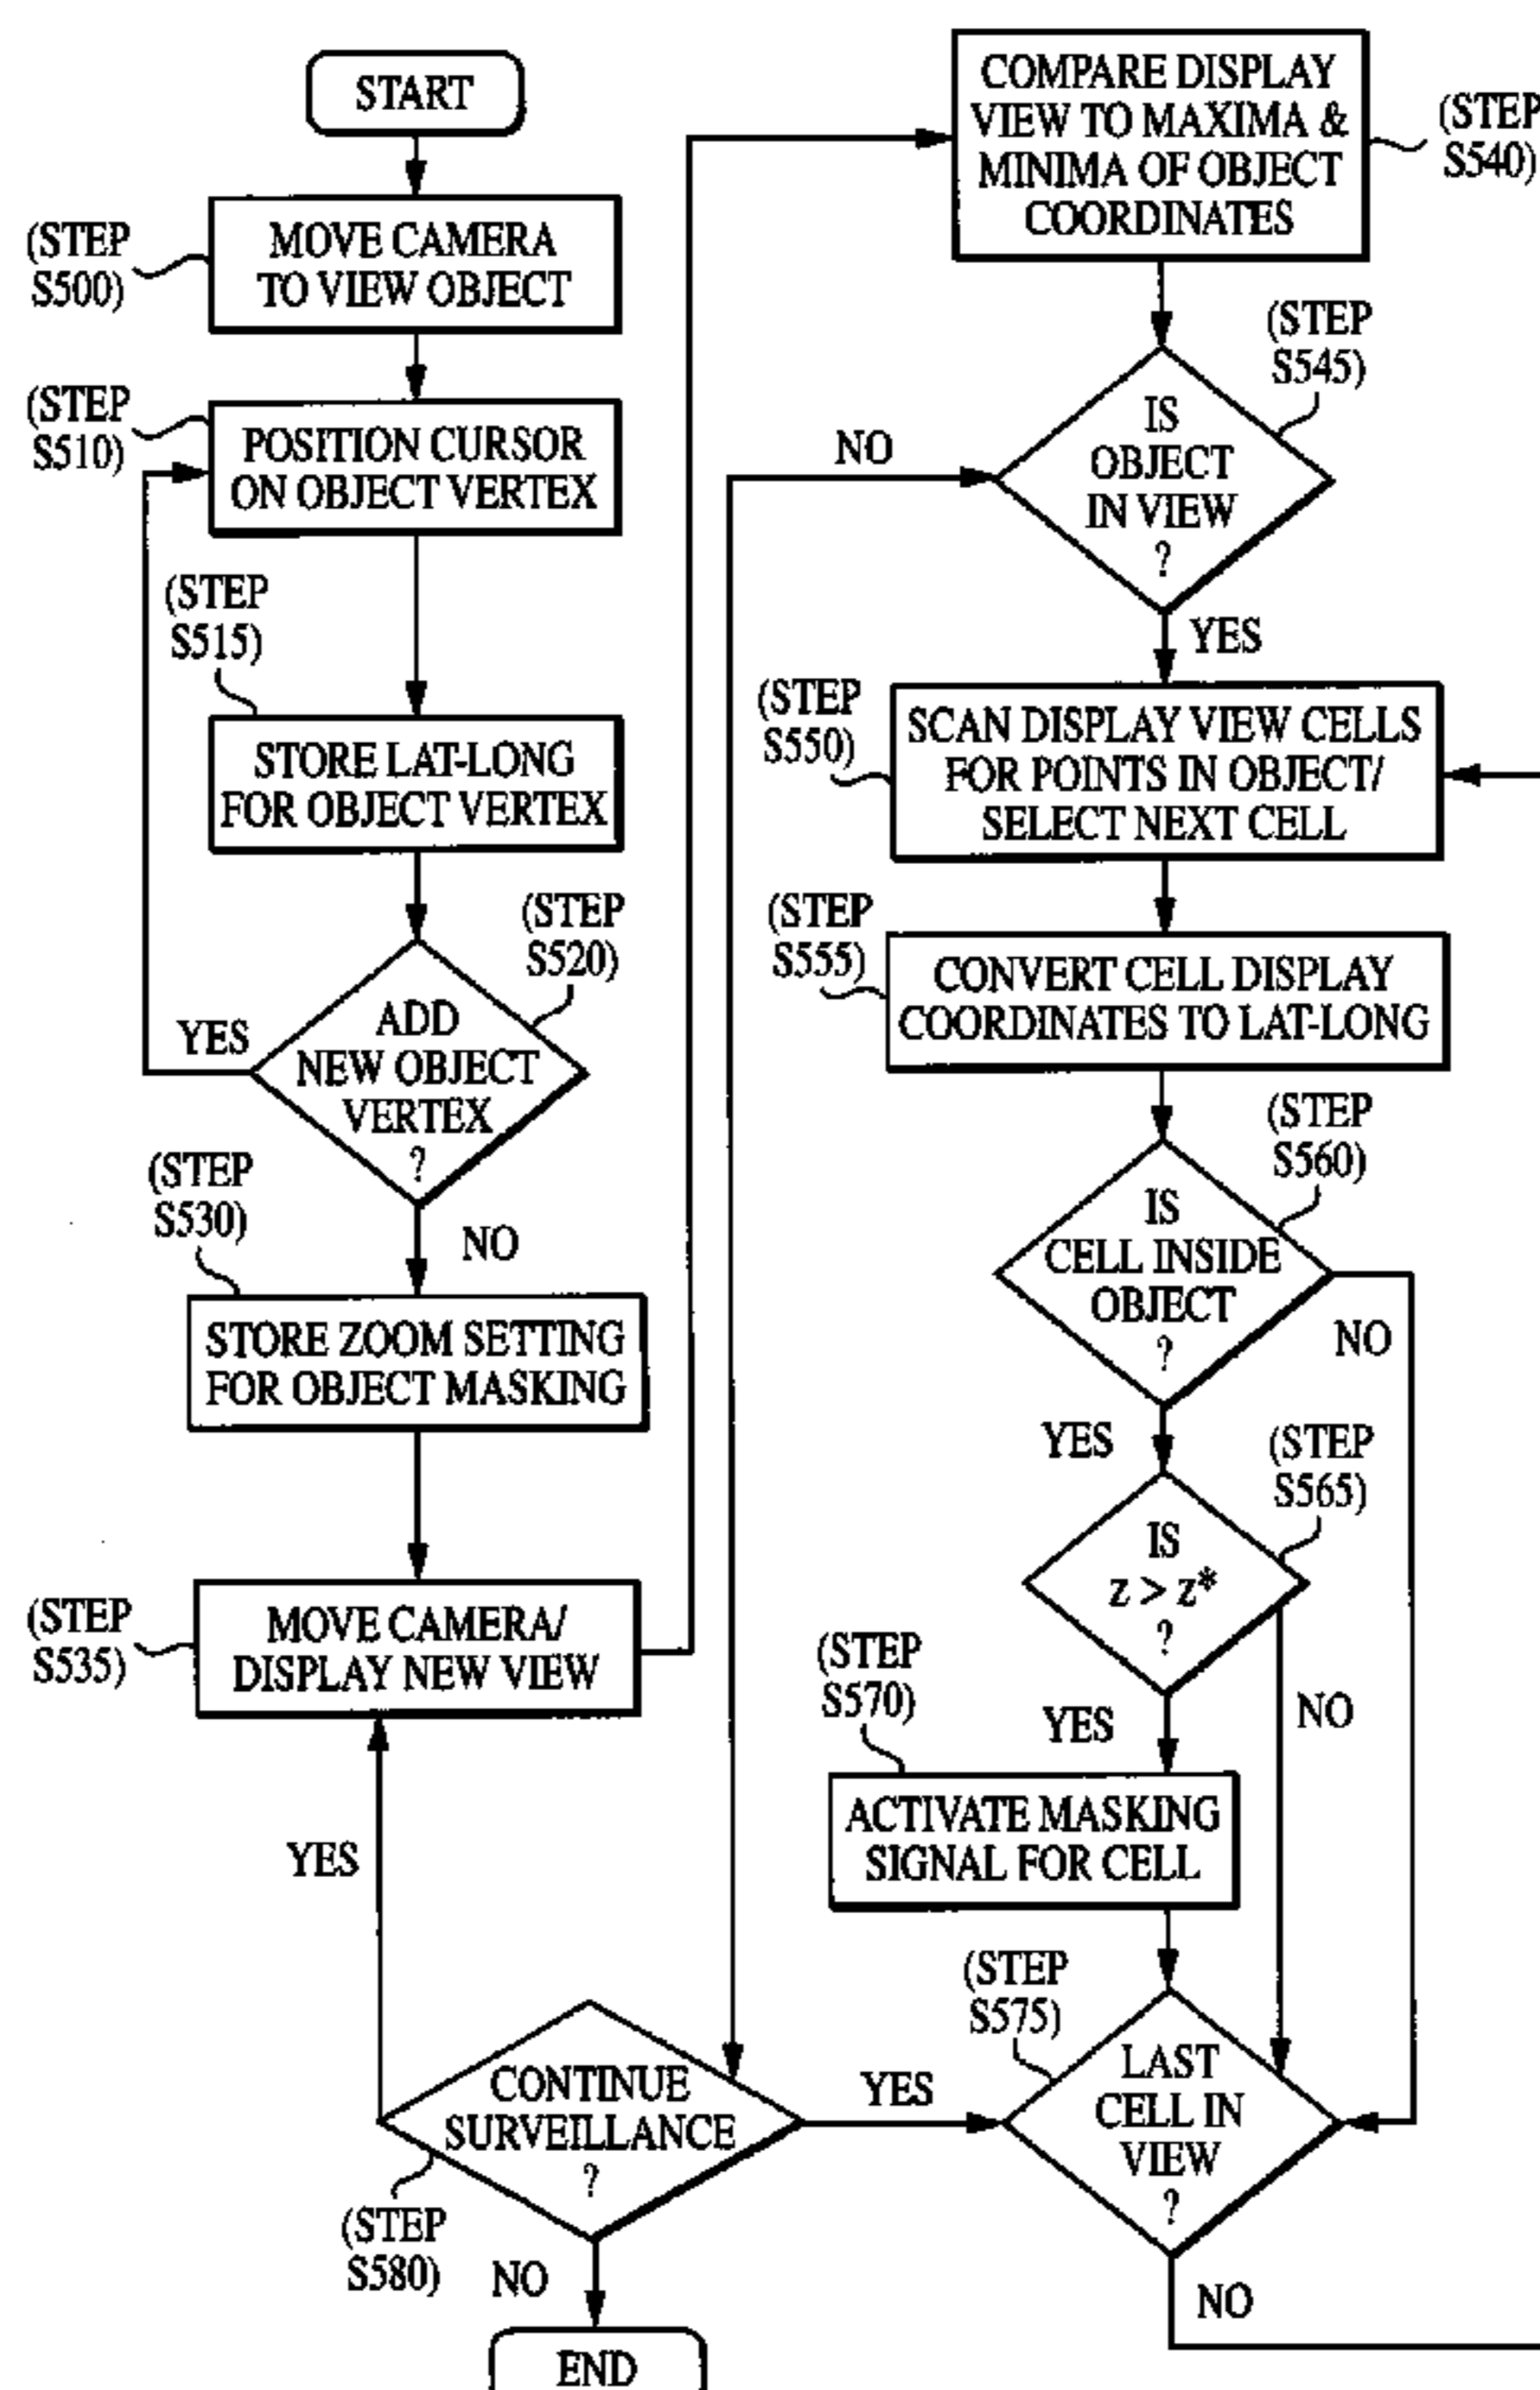 START
(STEP
S500)
MOVE CAMERA
TO VIEW OBJECT
(STEP
S510)
POSITION CURSOR
ON OBJECT VERTEX
(STEP
S515)
STORE LAT-LONG
FOR OBJECT VERTEX
(STEP
S520)
ADD
NEW OBJECT
VERTEX
?
YES
NO
(STEP
S530)
STORE ZOOM SETTING
FOR OBJECT MASKING
(STEP
S535)
MOVE CAMERA/
DISPLAY NEW VIEW
YES
CONTINUE
SURVEILLANCE
?
(STEP
S580)
NO
END
COMPARE DISPLAY
VIEW TO MAXIMA &
MINIMA OF OBJECT
COORDINATES
(STEP
S540)
(STEP
S545)
IS
OBJECT
IN VIEW
?
NO
YES
(STEP
S550)
SCAN DISPLAY VIEW CELLS
FOR POINTS IN OBJECT/
SELECT NEXT CELL
(STEP
S555)
CONVERT CELL DISPLAY
COORDINATES TO LAT-LONG
(STEP
S560)
IS
CELL INSIDE
OBJECT
?
NO
YES
(STEP
S565)
IS
z > z*
?
NO
YES
(STEP
S570)
ACTIVATE MASKING
SIGNAL FOR CELL
(STEP
S575)
LAST
CELL IN
VIEW
?
YES
NO